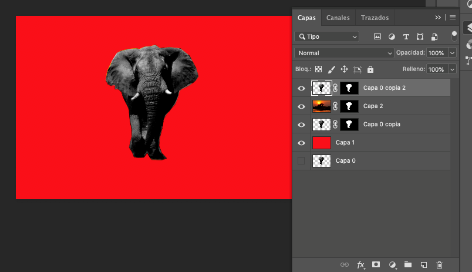 Capas Canales Trazados
Tipo
Normal Opacidad: 100%
Bloq.: Relleno: 100%
Capa 0 copia 2
Capa 2
Capa 0 copia
Capa 1
Capa 0
fx